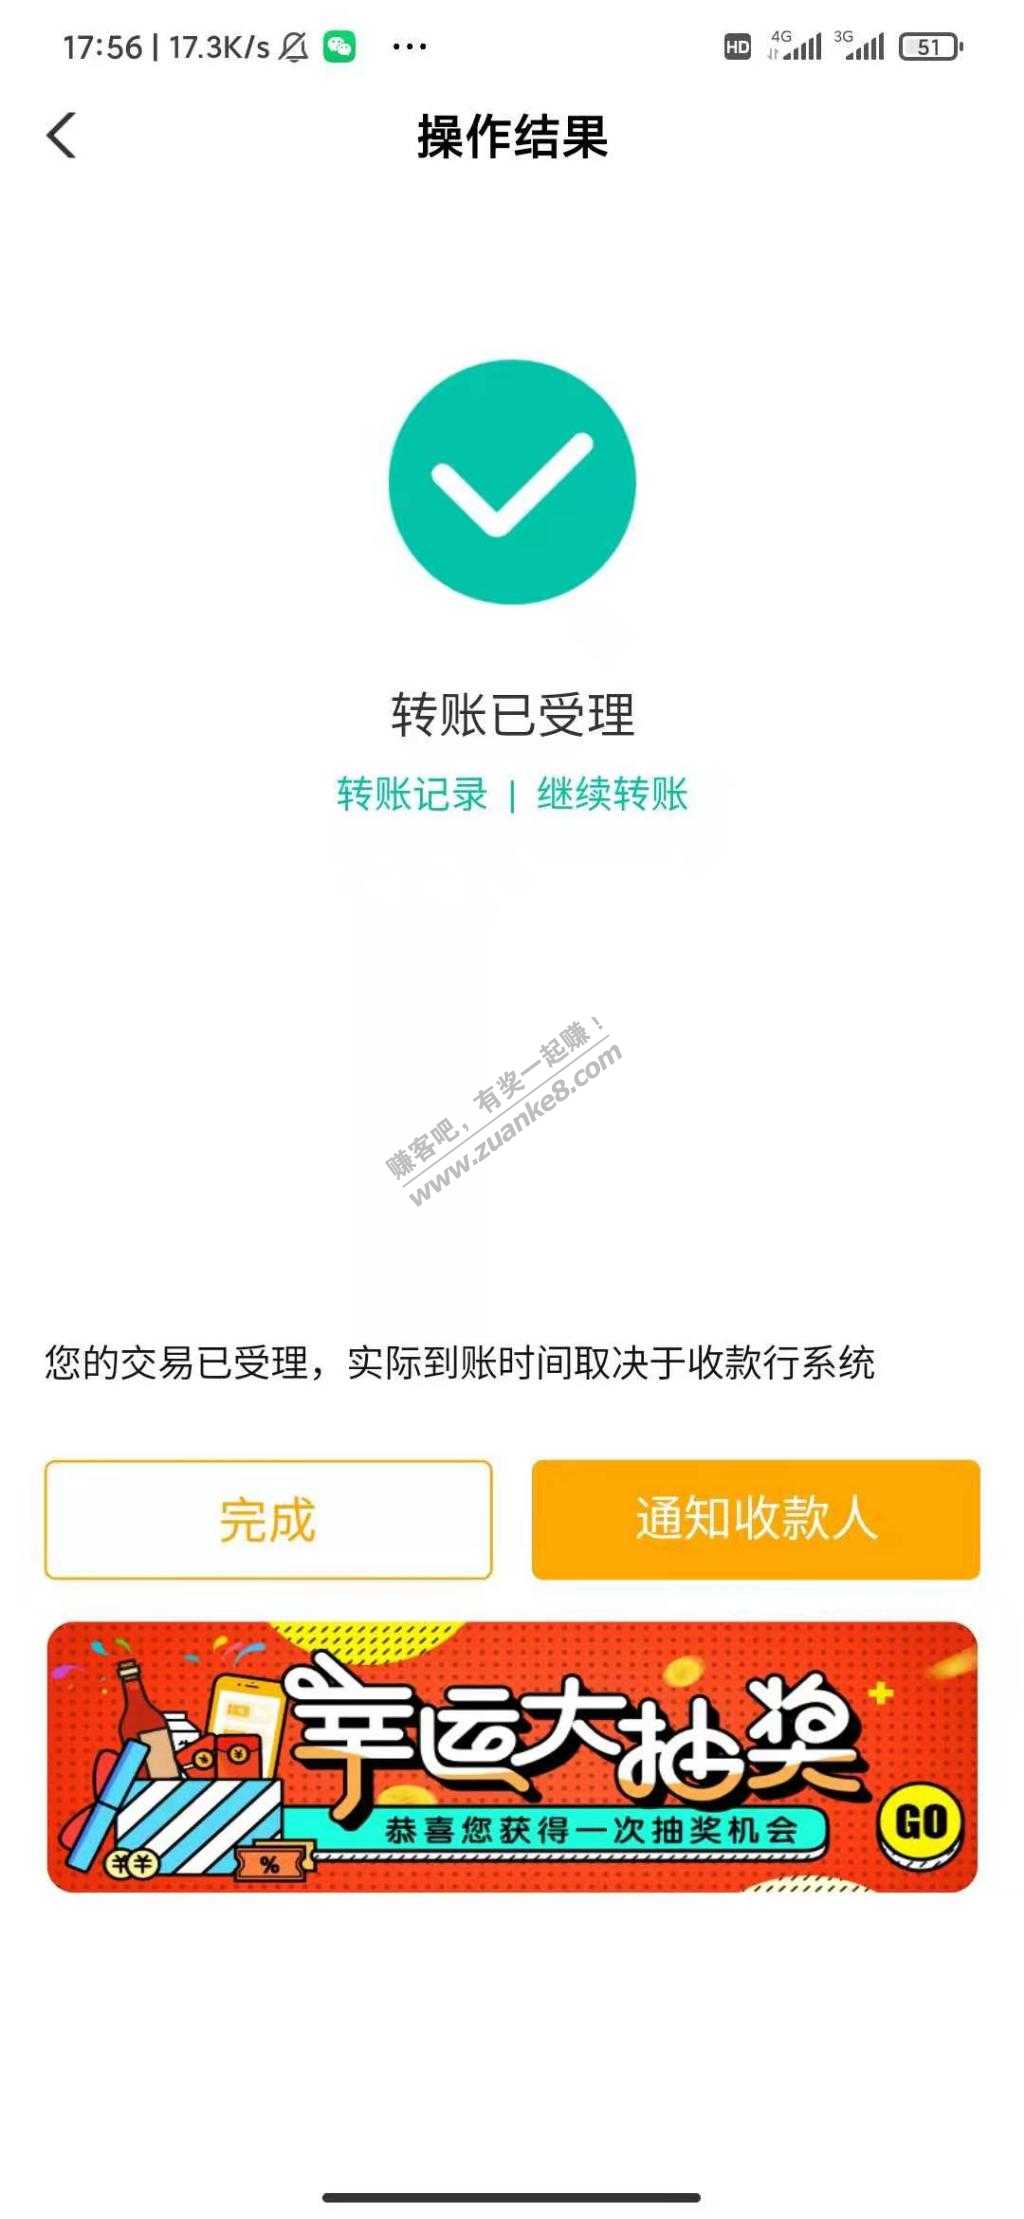 17:56 | 17.3K/s ... HD 4G 3G 51
操作结果
转账已受理
转账记录 | 继续转账
赚客吧，有奖一起赚！
www.zuanke8.com
您的交易已受理，实际到账时间取决于收款行系统
完成 通知收款人
幸运大抽奖
恭喜您获得一次抽奖机会
GO
¥¥ %